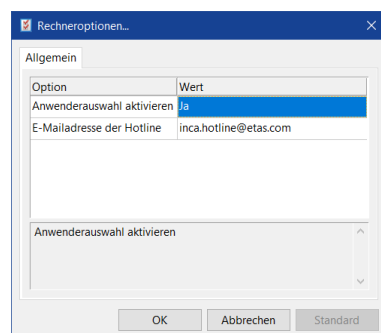 Rechneroptionen...
Allgemein
Option Wert
Anwenderauswahl aktivieren Ja
E-Mailadresse der Hotline inca.hotline@etas.com
Anwenderauswahl aktivieren
OK Abbrechen Standard